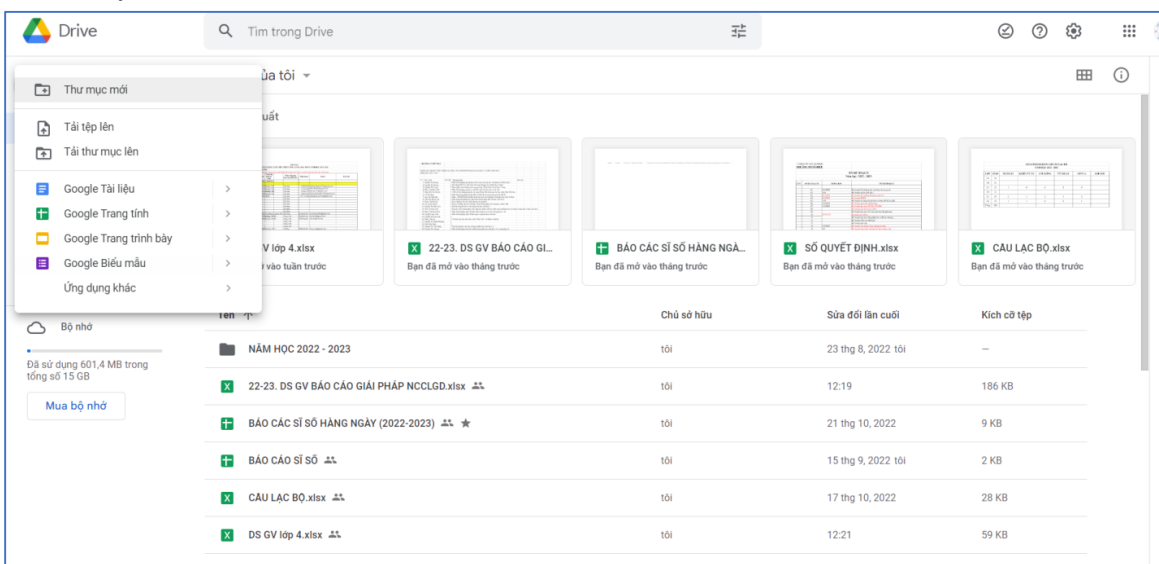 Drive
Tìm trong Drive
ủa tôi
Thư mục mới
uất
Tải tệp lên
Tải thư mục lên
Google Tài liệu
Google Trang tính
Google Trang trình bày
Google Biểu mẫu
Ứng dụng khác
V lớp 4.xlsx
vào tuần trước
22-23. DS GV BÁO CÁO GI...
Bạn đã mở vào tháng trước
BÁO CÁC SĨ SỐ HÀNG NGÀ...
Bạn đã mở vào tháng trước
SỔ QUYẾT ĐỊNH.xlsx
Bạn đã mở vào tháng trước
CÂU LẠC BỘ.xlsx
Bạn đã mở vào tháng trước
Bộ nhớ
Đã sử dụng 601,4 MB trong
tổng số 15 GB
Mua bộ nhớ
Tên Chủ sở hữu Sửa đổi lần cuối Kích cỡ tệp
NĂM HỌC 2022 - 2023 tôi 23 thg 8, 2022 tôi —
22-23. DS GV BÁO CÁO GIẢI PHÁP NCCLGD.xlsx tôi 12:19 186 KB
BÁO CÁC SĨ SỐ HÀNG NGÀY (2022-2023) tôi 21 thg 10, 2022 9 KB
BÁO CÁO SĨ SỐ tôi 15 thg 9, 2022 tôi 2 KB
CÂU LẠC BỘ.xlsx tôi 17 thg 10, 2022 28 KB
DS GV lớp 4.xlsx tôi 12:21 59 KB